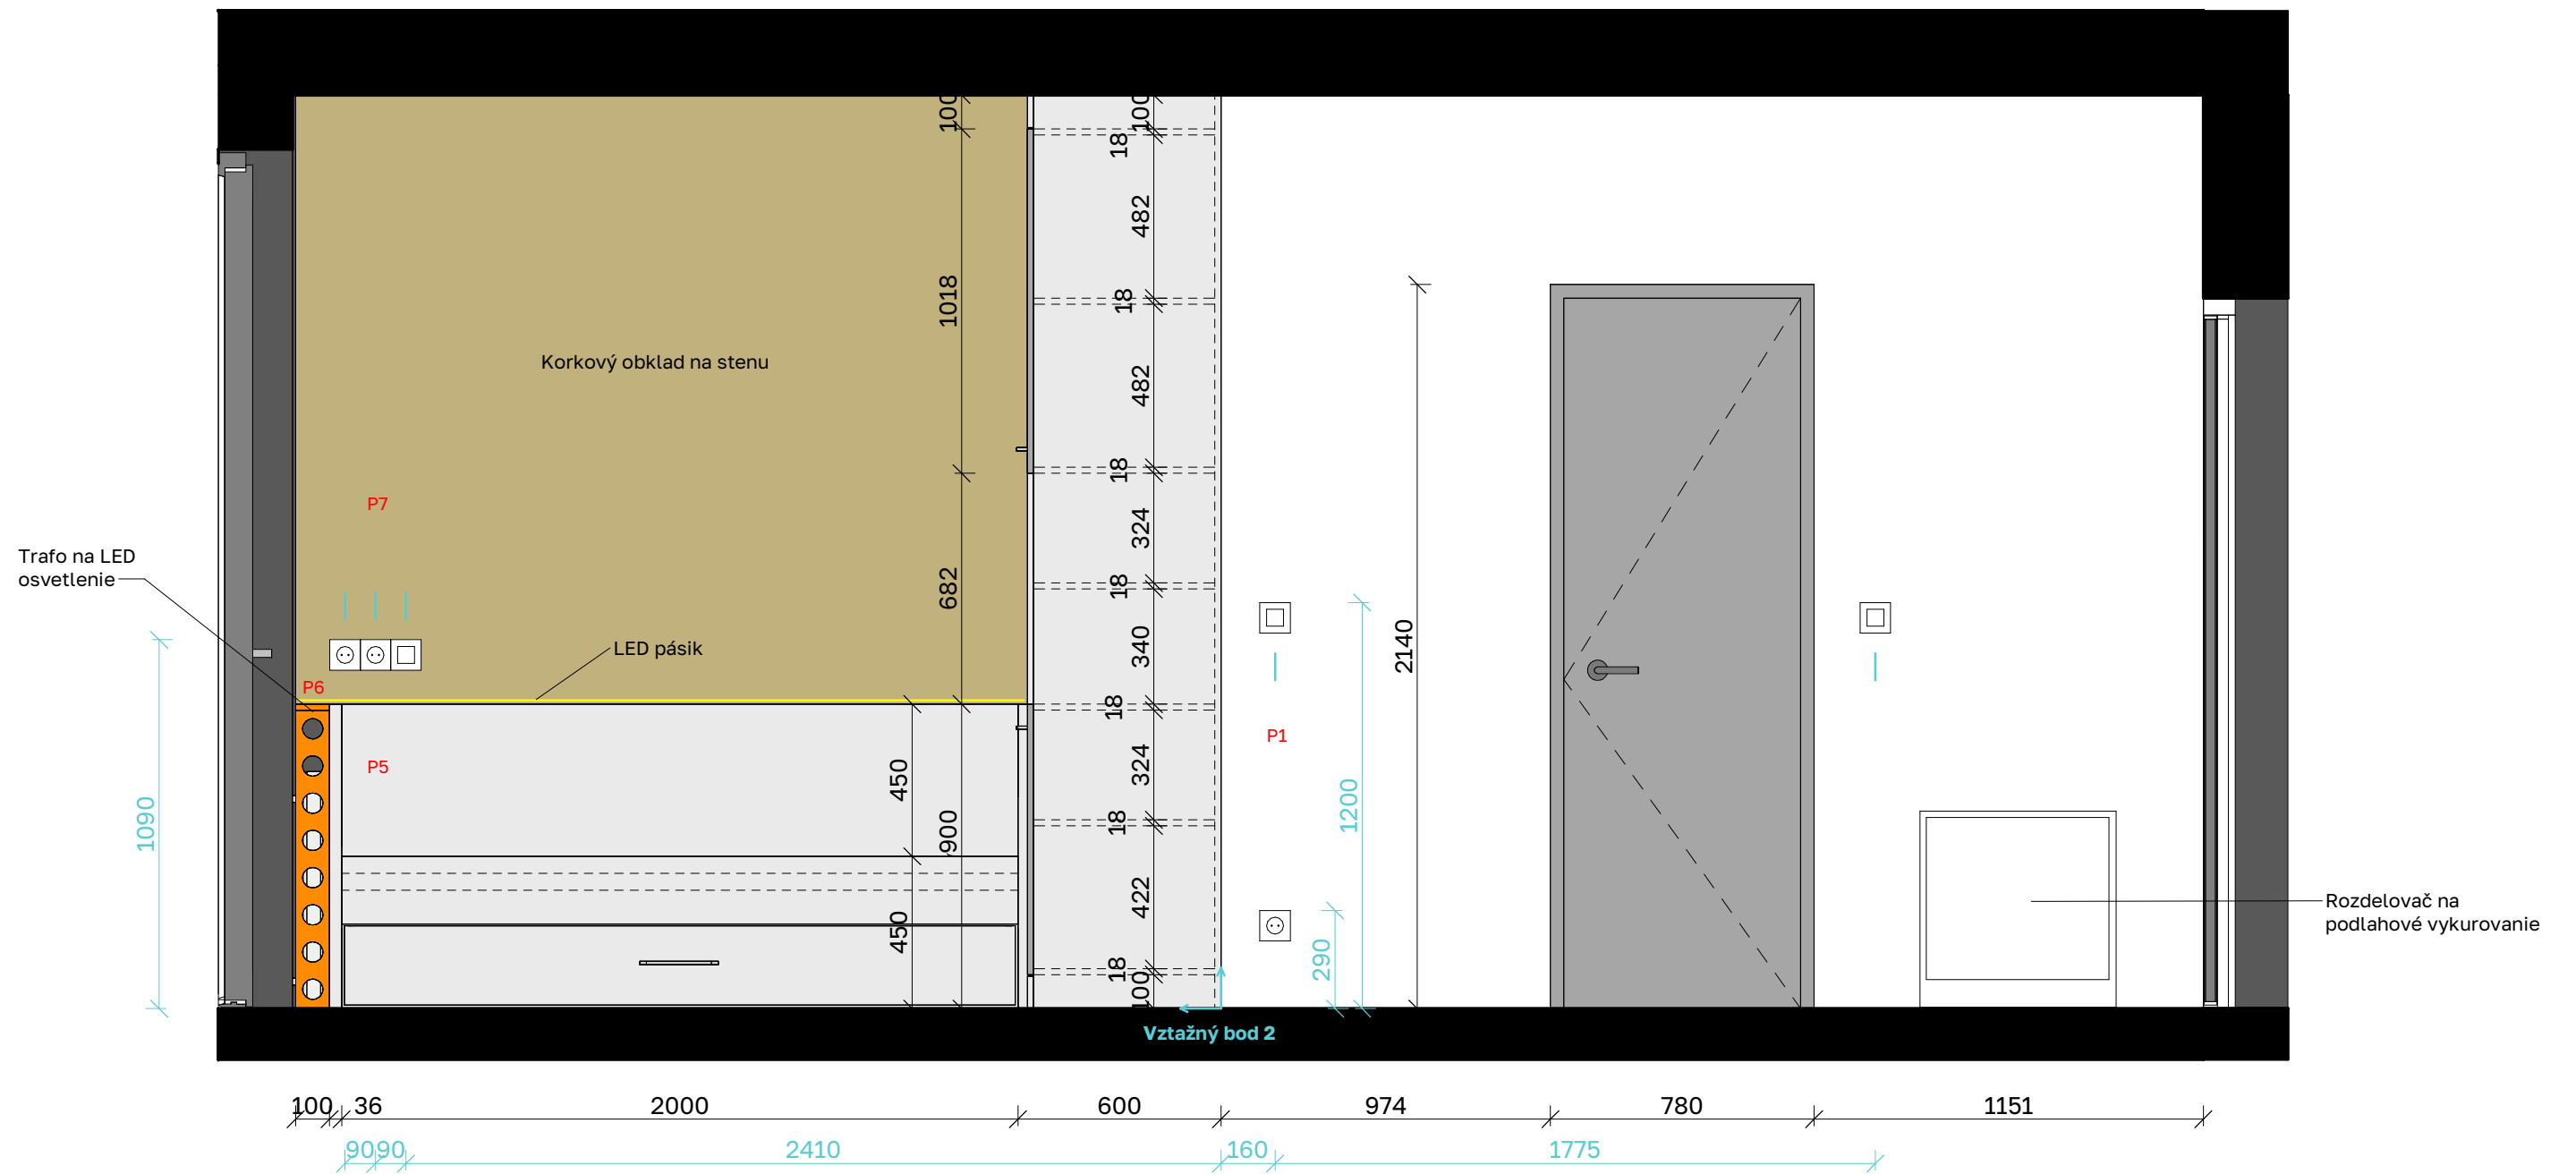 100
100
18
482
1018
18
Korkový obklad na stenu
482
18
P7
324
Trafo na LED
osvetlenie
18
682
LED pásik
340
2140
P6
18
P1
P5
450
324
1200
1090
900
18
422
Rozdelovač na
podlahové vykurovanie
450
290
18
100
Vztažný bod 2
100 36 2000 600 974 780 1151
90 90 2410 160 1775